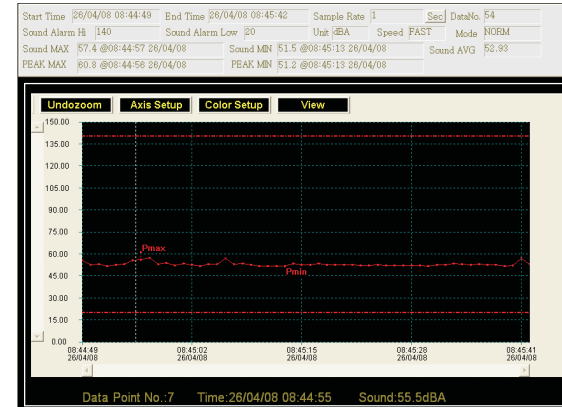 Start Time 26/04/08 08:44:49 End Time 26/04/08 08:45:42 Sample Rate 1 Sec DataNo. 54
Sound Alarm Hi 140 Sound Alarm Low 20 Unit dBA Speed FAST Mode NORM
Sound MAX 57.4 @08:44:57 26/04/08 Sound MIN 51.5 @08:45:13 26/04/08 Sound AVG 52.93
PEAK MAX 60.8 @08:44:56 26/04/08 PEAK MIN 51.2 @08:45:13 26/04/08
Undozoom Axis Setup Color Setup View
150.00
135.00
120.00
105.00
90.00
75.00
Pmax
60.00
Pmin
45.00
30.00
15.00
0.00
08:44:49 08:45:02 08:45:15 08:45:28 08:45:41
26/04/08 26/04/08 26/04/08 26/04/08 26/04/08
Data Point No.:7 Time:26/04/08 08:44:55 Sound:55.5dBA